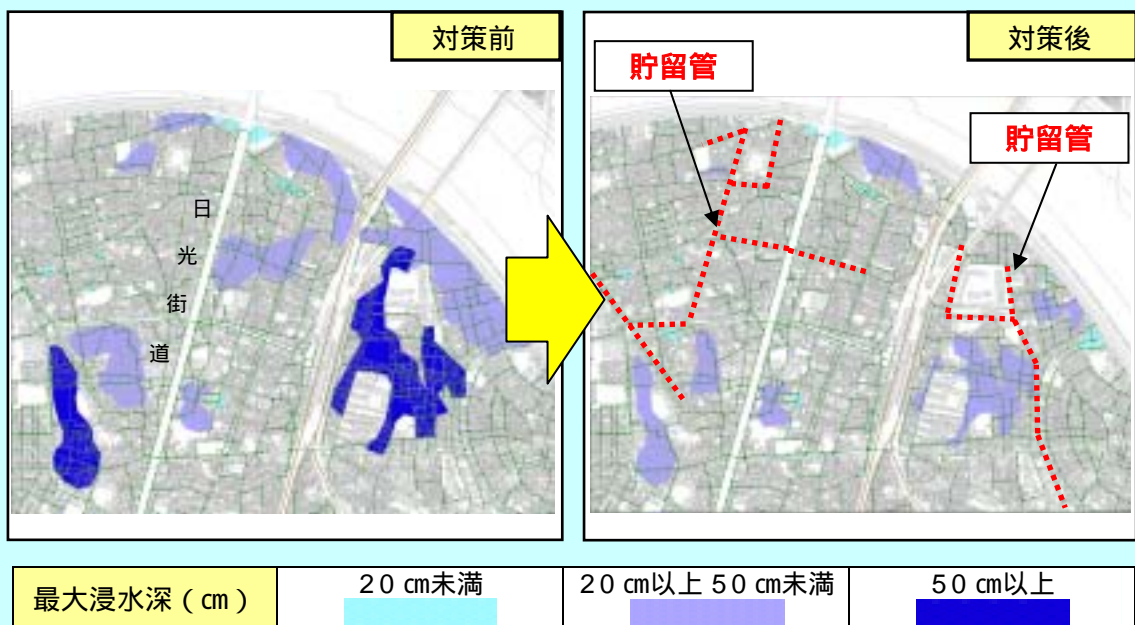 対策前
日
光
街
道
対策後
貯留管
貯留管
最大浸水深（㎝）
20㎝未満
20㎝以上50㎝未満
50㎝以上